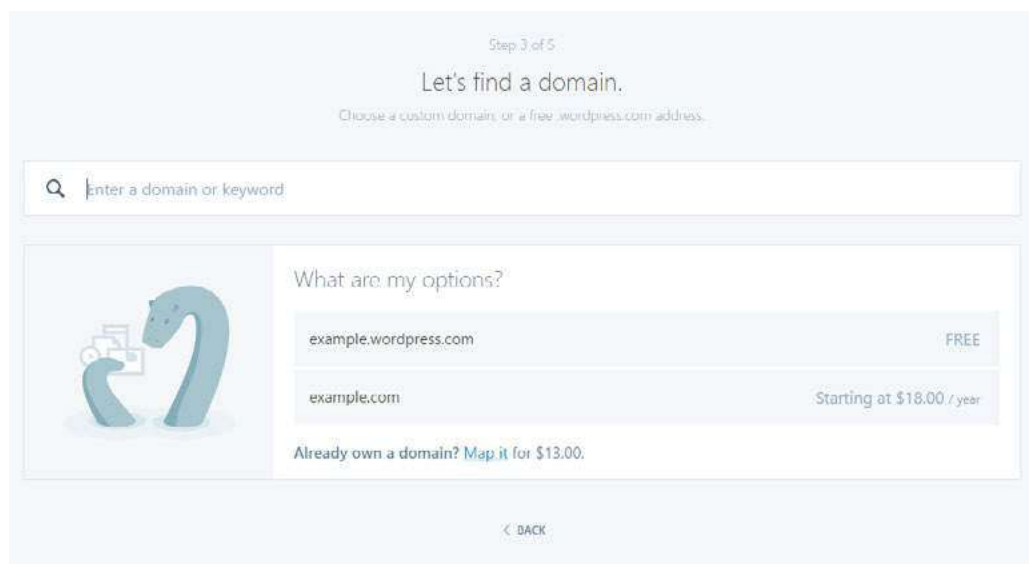 Step 3 of 5
Let's find a domain.
Choose a custom domain, or a free .wordpress.com address.
Enter a domain or keyword
What are my options?
example.wordpress.com FREE
example.com Starting at $18.00 / year
Already own a domain? Map it for $13.00.
< BACK